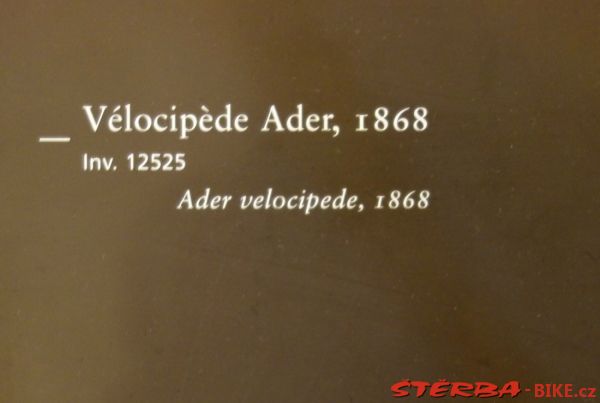 Vélocipède Ader, 1868
Inv. 12525
Ader velocipede, 1868
ŠTĚRBA-BIKE.cz